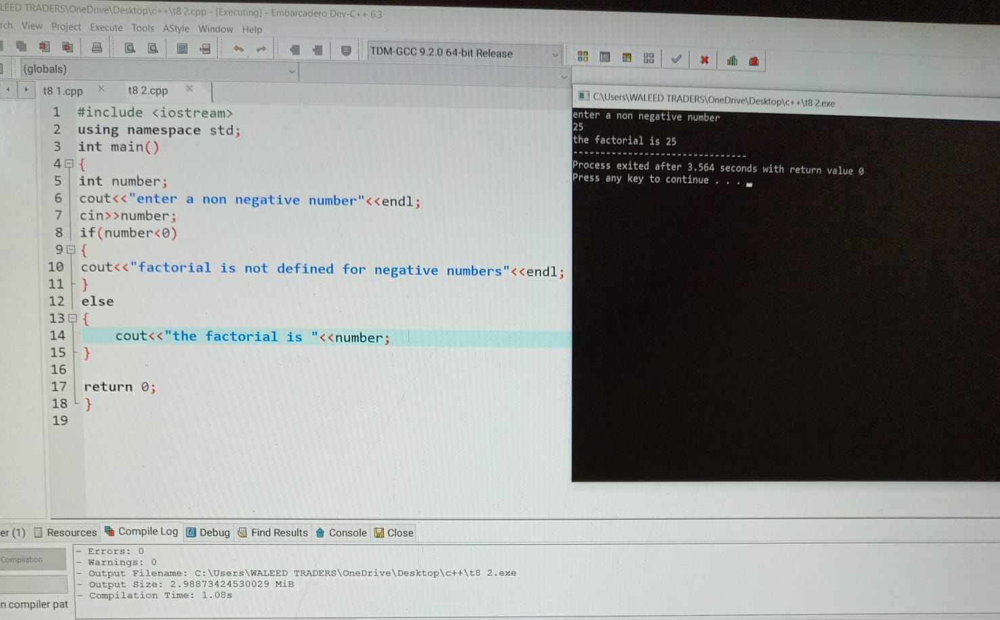 LEED TRADERS\OneDrive\Desktop\c++\t8 2.cpp - [Executing] - Embarcadero Dev-C++ 6.3
rch View Project Execute Tools AStyle Window Help
TDM-GCC 9.2.0 64-bit Release
(globals)
t8 1.cpp t8 2.cpp
1 #include <iostream>
2 using namespace std;
3 int main()
4 {
5 int number;
6 cout<<"enter a non negative number"<<endl;
7 cin>>number;
8 if(number<0)
9 {
10 cout<<"factorial is not defined for negative numbers"<<endl;
11 }
12 else
13 {
14 cout<<"the factorial is "<<number;
15 }
16
17 return 0;
18 }
19
C:\Users\WALEED TRADERS\OneDrive\Desktop\c++\t8 2.exe
enter a non negative number
25
the factorial is 25
--------------------------------
Process exited after 3.564 seconds with return value 0
Press any key to continue . . .
er (1) Resources Compile Log Debug Find Results Console Close
Compilation
n compiler pat
- Errors: 0
- Warnings: 0
- Output Filename: C:\Users\WALEED TRADERS\OneDrive\Desktop\c++\t8 2.exe
- Output Size: 2.98873424530029 MiB
- Compilation Time: 1.08s